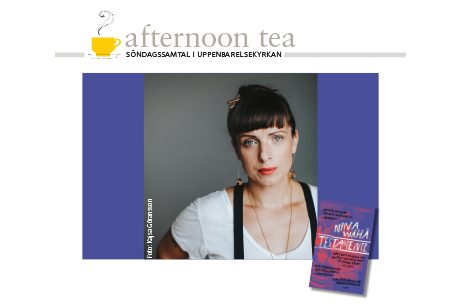 afternoon tea
SÖNDAGSSAMTAL I UPPENBARELSEKYRKAN
Foto: Kajsa Göransson
NINA
WÄHÄ
TESTAMENTE